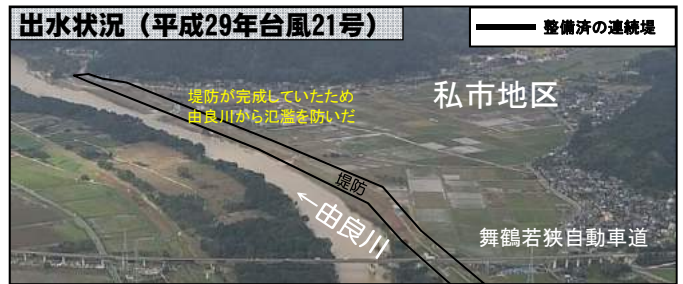 出水状況（平成29年台風21号）
整備済の連続堤
堤防が完成していたため
由良川から氾濫を防いだ
私市地区
堤防
←由良川
舞鶴若狭自動車道